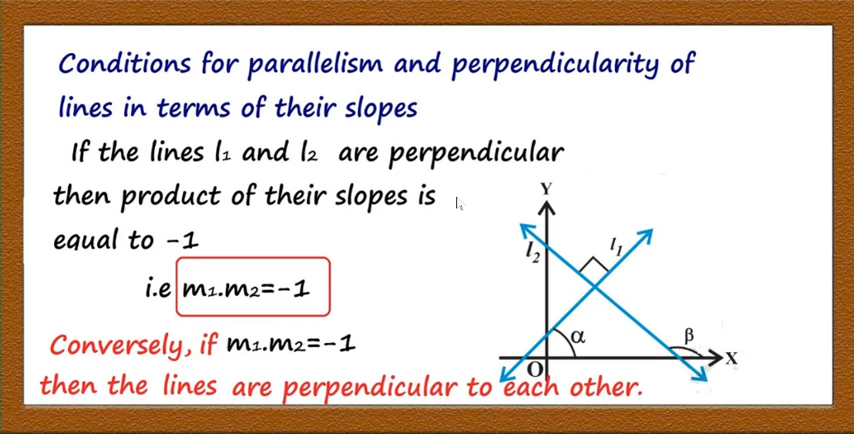 Conditions for parallelism and perpendicularity of
lines in terms of their slopes
If the lines l₁ and l₂ are perpendicular
then product of their slopes is
equal to -1
i.e m₁.m₂=-1
Conversely, if m₁.m₂=-1
then the lines are perpendicular to each other.
Y
l₁
l₂
α
β
X
O